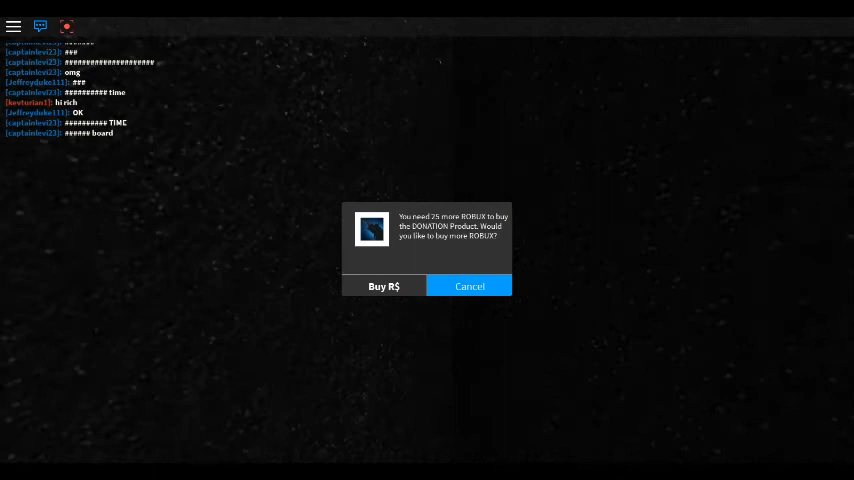 [captainlevi23]: #######
[captainlevi23]: ###
[captainlevi23]: #####################
[captainlevi23]: omg
[Jeffreyduke111]: ###
[captainlevi23]: ########## time
[kevturian1]: hi rich
[Jeffreyduke111]: OK
[captainlevi23]: ########## TIME
[captainlevi23]: ###### board
You need 25 more ROBUX to buy
the DONATION Product. Would
you like to buy more ROBUX?
Buy R$
Cancel